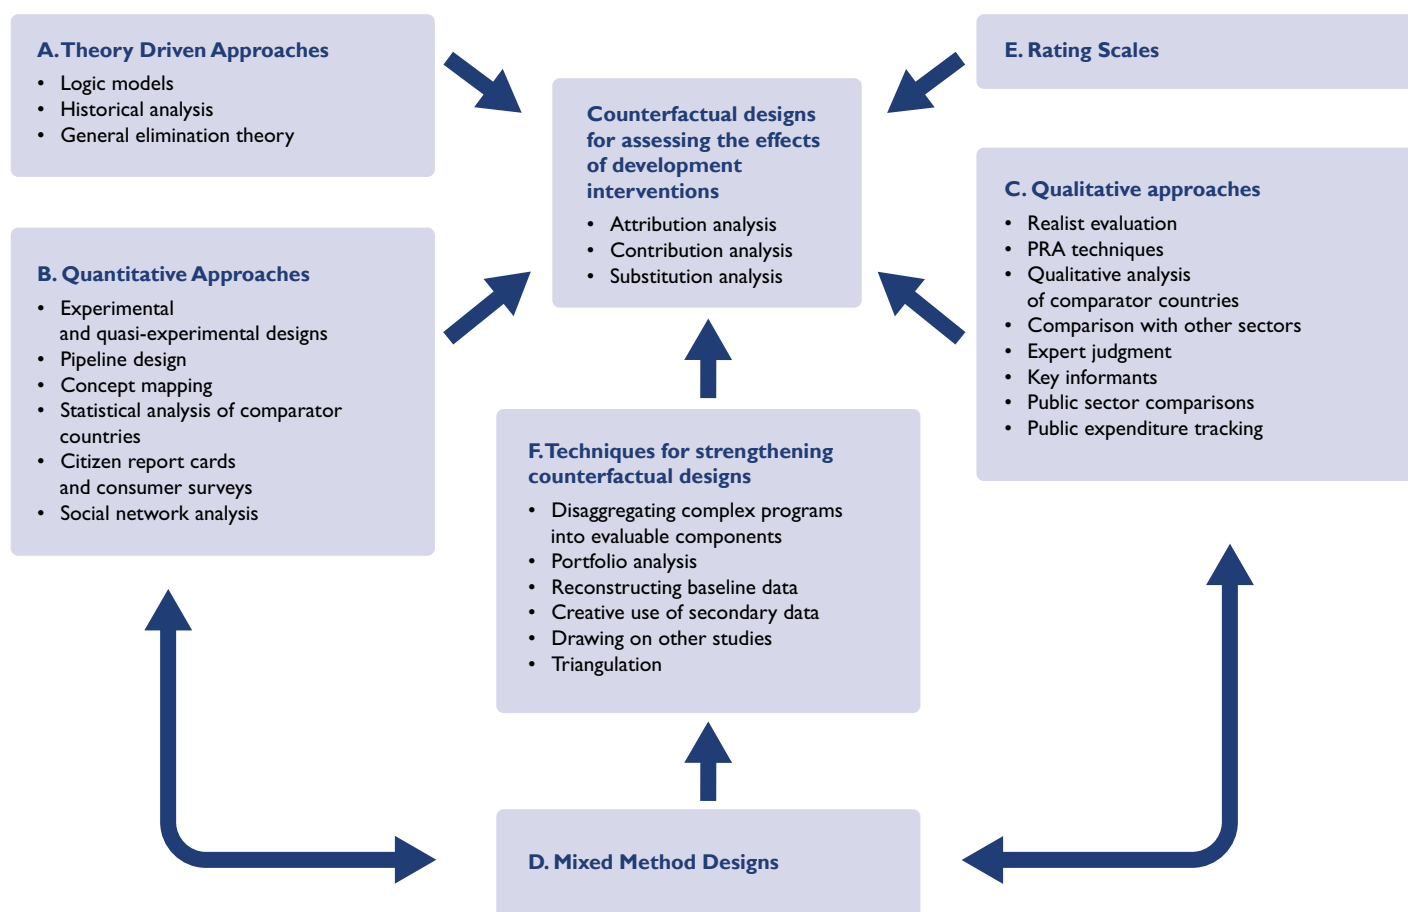 A. Theory Driven Approaches
• Logic models
• Historical analysis
• General elimination theory
B. Quantitative Approaches
• Experimental
and quasi-experimental designs
• Pipeline design
• Concept mapping
• Statistical analysis of comparator
countries
• Citizen report cards
and consumer surveys
• Social network analysis
Counterfactual designs
for assessing the effects
of development
interventions
• Attribution analysis
• Contribution analysis
• Substitution analysis
F. Techniques for strengthening
counterfactual designs
• Disaggregating complex programs
into evaluable components
• Portfolio analysis
• Reconstructing baseline data
• Creative use of secondary data
• Drawing on other studies
• Triangulation
D. Mixed Method Designs
E. Rating Scales
C. Qualitative approaches
• Realist evaluation
• PRA techniques
• Qualitative analysis
of comparator countries
• Comparison with other sectors
• Expert judgment
• Key informants
• Public sector comparisons
• Public expenditure tracking